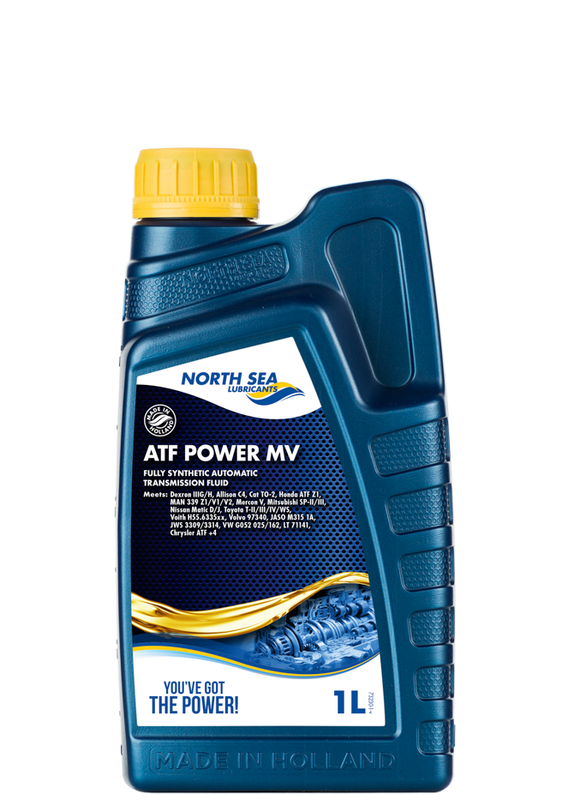 NORTH SEA
NORTH SEA
LUBRICANTS
MADE IN
HOLLAND
ATF POWER MV
FULLY SYNTHETIC AUTOMATIC
TRANSMISSION FLUID
Meets: Dexron IIIG/H, Allison C4, Cat TO-2, Honda ATF Z1,
MAN 339 Z1/V1/V2, Mercon V, Mitsubishi SP-II/III,
Nissan Matic D/J, Toyota T-II/III/IV/WS,
Voith H55.6335xx, Volvo 97340, JASO M315 1A,
JWS 3309/3314, VW G052 025/162, LT 71141,
Chrysler ATF +4
YOU'VE GOT
THE POWER!
1L
MADE IN HOLLAND